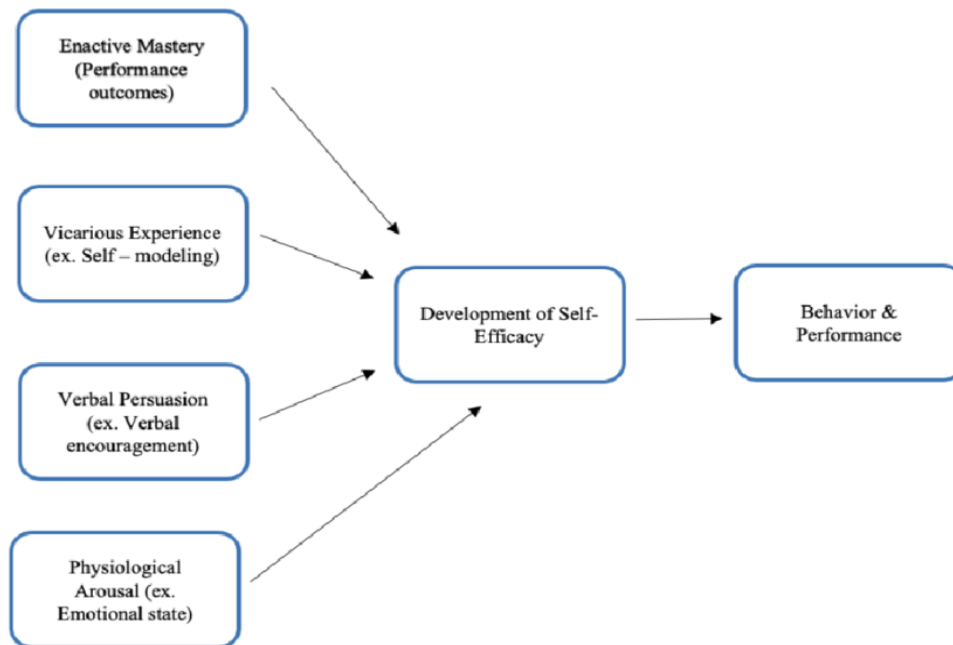 Enactive Mastery
(Performance
outcomes)
Vicarious Experience
(ex. Self – modeling)
Verbal Persuasion
(ex. Verbal
encouragement)
Physiological
Arousal (ex.
Emotional state)
Development of Self-
Efficacy
Behavior &
Performance